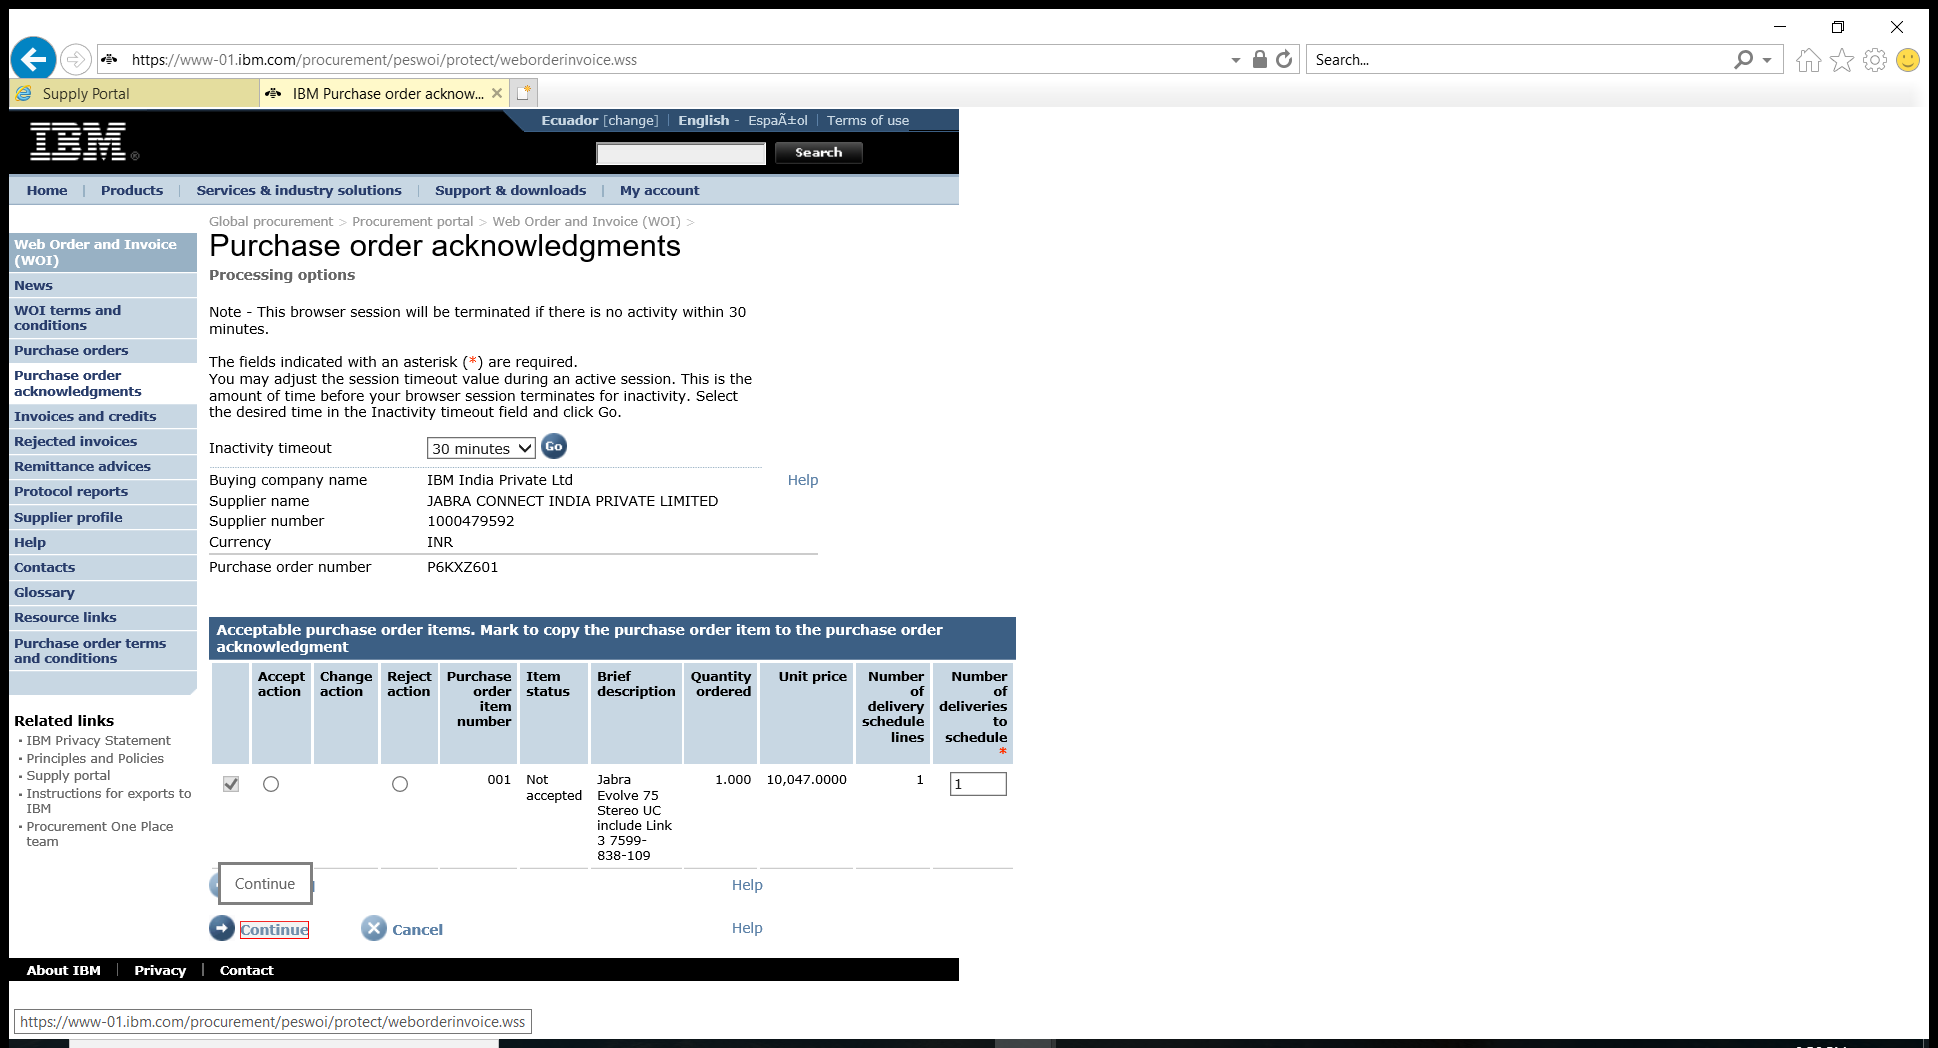 https://www-01.ibm.com/procurement/peswoi/protect/weborderinvoice.wss
Search...
Supply Portal
IBM Purchase order acknow...
Ecuador [change] English - EspaÃ±ol Terms of use
IBM
Search
Home Products Services & industry solutions Support & downloads My account
Global procurement > Procurement portal > Web Order and Invoice (WOI) >
Purchase order acknowledgments
Processing options
Web Order and Invoice
(WOI)
News
WOI terms and
conditions
Purchase orders
Purchase order
acknowledgments
Invoices and credits
Rejected invoices
Remittance advices
Protocol reports
Supplier profile
Help
Contacts
Glossary
Resource links
Purchase order terms
and conditions
Related links
IBM Privacy Statement
Principles and Policies
Supply portal
Instructions for exports to
IBM
Procurement One Place
team
Note - This browser session will be terminated if there is no activity within 30
minutes.
The fields indicated with an asterisk (*) are required.
You may adjust the session timeout value during an active session. This is the
amount of time before your browser session terminates for inactivity. Select
the desired time in the Inactivity timeout field and click Go.
Inactivity timeout 30 minutes Go
Buying company name IBM India Private Ltd Help
Supplier name JABRA CONNECT INDIA PRIVATE LIMITED
Supplier number 1000479592
Currency INR
Purchase order number P6KXZ601
Acceptable purchase order items. Mark to copy the purchase order item to the purchase order
acknowledgment
Accept Change Reject Purchase Item Brief Quantity Unit price Number Number
action action action order status description ordered of of
item delivery deliveries
number schedule to
lines schedule
*
001 Not Jabra 1.000 10,047.0000 1 1
accepted Evolve 75
Stereo UC
include Link
3 7599-
838-109
Continue Help
Continue Cancel Help
About IBM Privacy Contact
https://www-01.ibm.com/procurement/peswoi/protect/weborderinvoice.wss